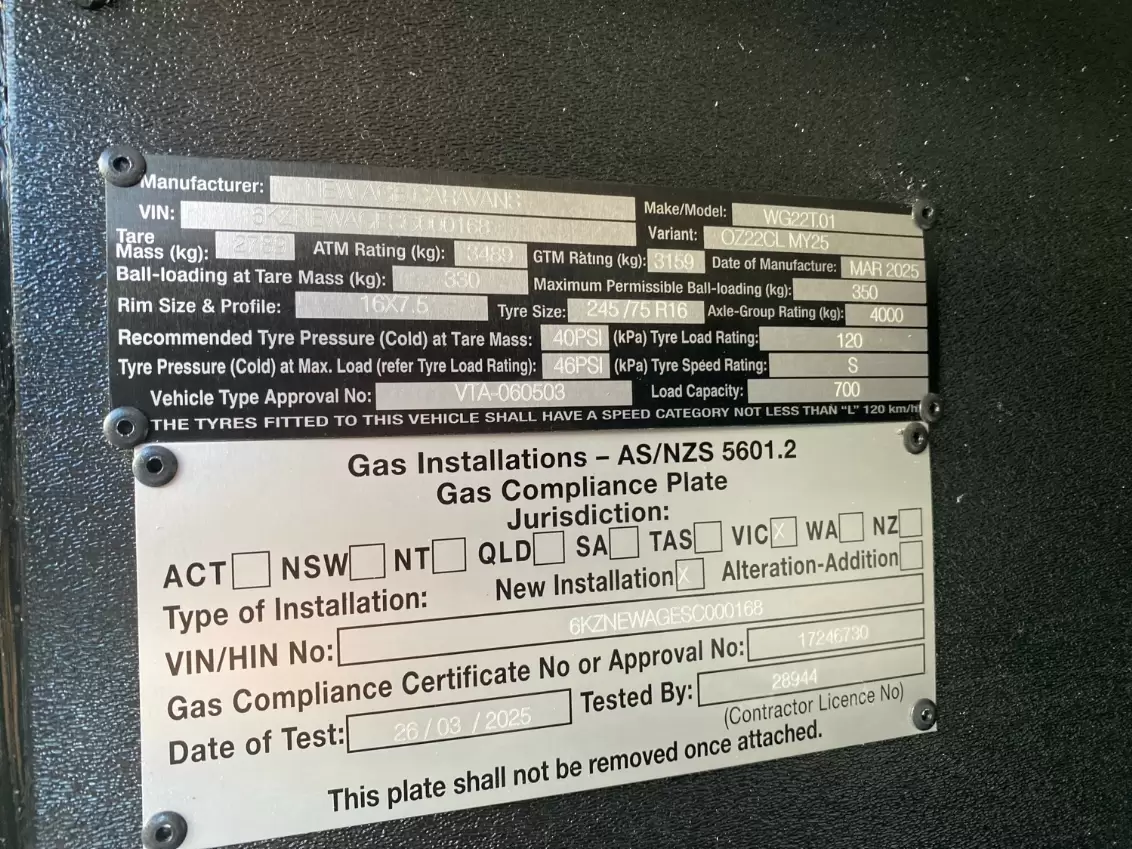 Manufacturer: NEW AGE CARAVANS
VIN: 6KZNEWAGESC000168
Make/Model: WG22T.01
Variant: OZ22CL MY25
Tare Mass (kg): 2789 ATM Rating (kg): 3489 GTM Rating (kg): 3159 Date of Manufacture: MAR 2025
Ball-loading at Tare Mass (kg): 330 Maximum Permissible Ball-loading (kg): 350
Rim Size & Profile: 16X7.5 Tyre Size: 245/75 R16 Axle-Group Rating (kg): 4000
Recommended Tyre Pressure (Cold) at Tare Mass: 40PSI (kPa) Tyre Load Rating: 120
Tyre Pressure (Cold) at Max. Load (refer Tyre Load Rating): 46PSI (kPa) Tyre Speed Rating: S
Vehicle Type Approval No: VTA-060503 Load Capacity: 700
THE TYRES FITTED TO THIS VEHICLE SHALL HAVE A SPEED CATEGORY NOT LESS THAN "L" 120 km/h
Gas Installations – AS/NZS 5601.2
Gas Compliance Plate
Jurisdiction:
ACT NSW NT QLD SA TAS VIC X WA NZ
Type of Installation: New Installation X Alteration-Addition
VIN/HIN No: 6KZNEWAGESC000168
Gas Compliance Certificate No or Approval No: 17246730
Date of Test: 26 / 03 / 2025 Tested By: 28944
(Contractor Licence No)
This plate shall not be removed once attached.